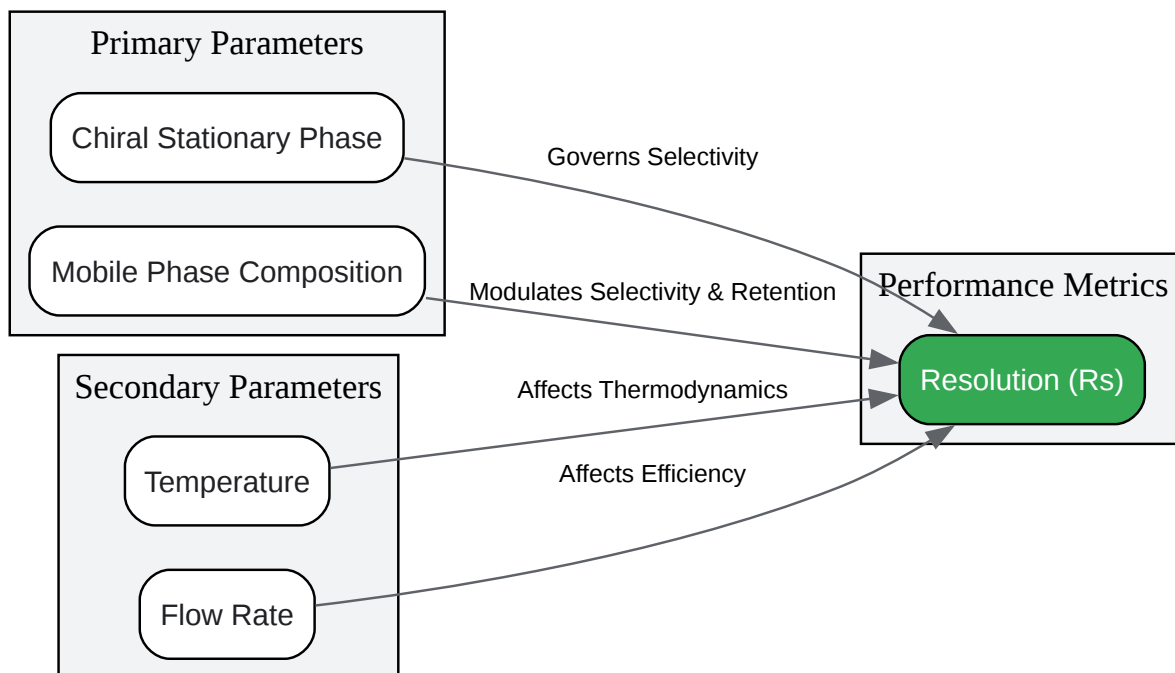 Primary Parameters
Chiral Stationary Phase
Mobile Phase Composition
Secondary Parameters
Temperature
Flow Rate
Governs Selectivity
Modulates Selectivity & Retention
Affects Thermodynamics
Affects Efficiency
Performance Metrics
Resolution (Rs)